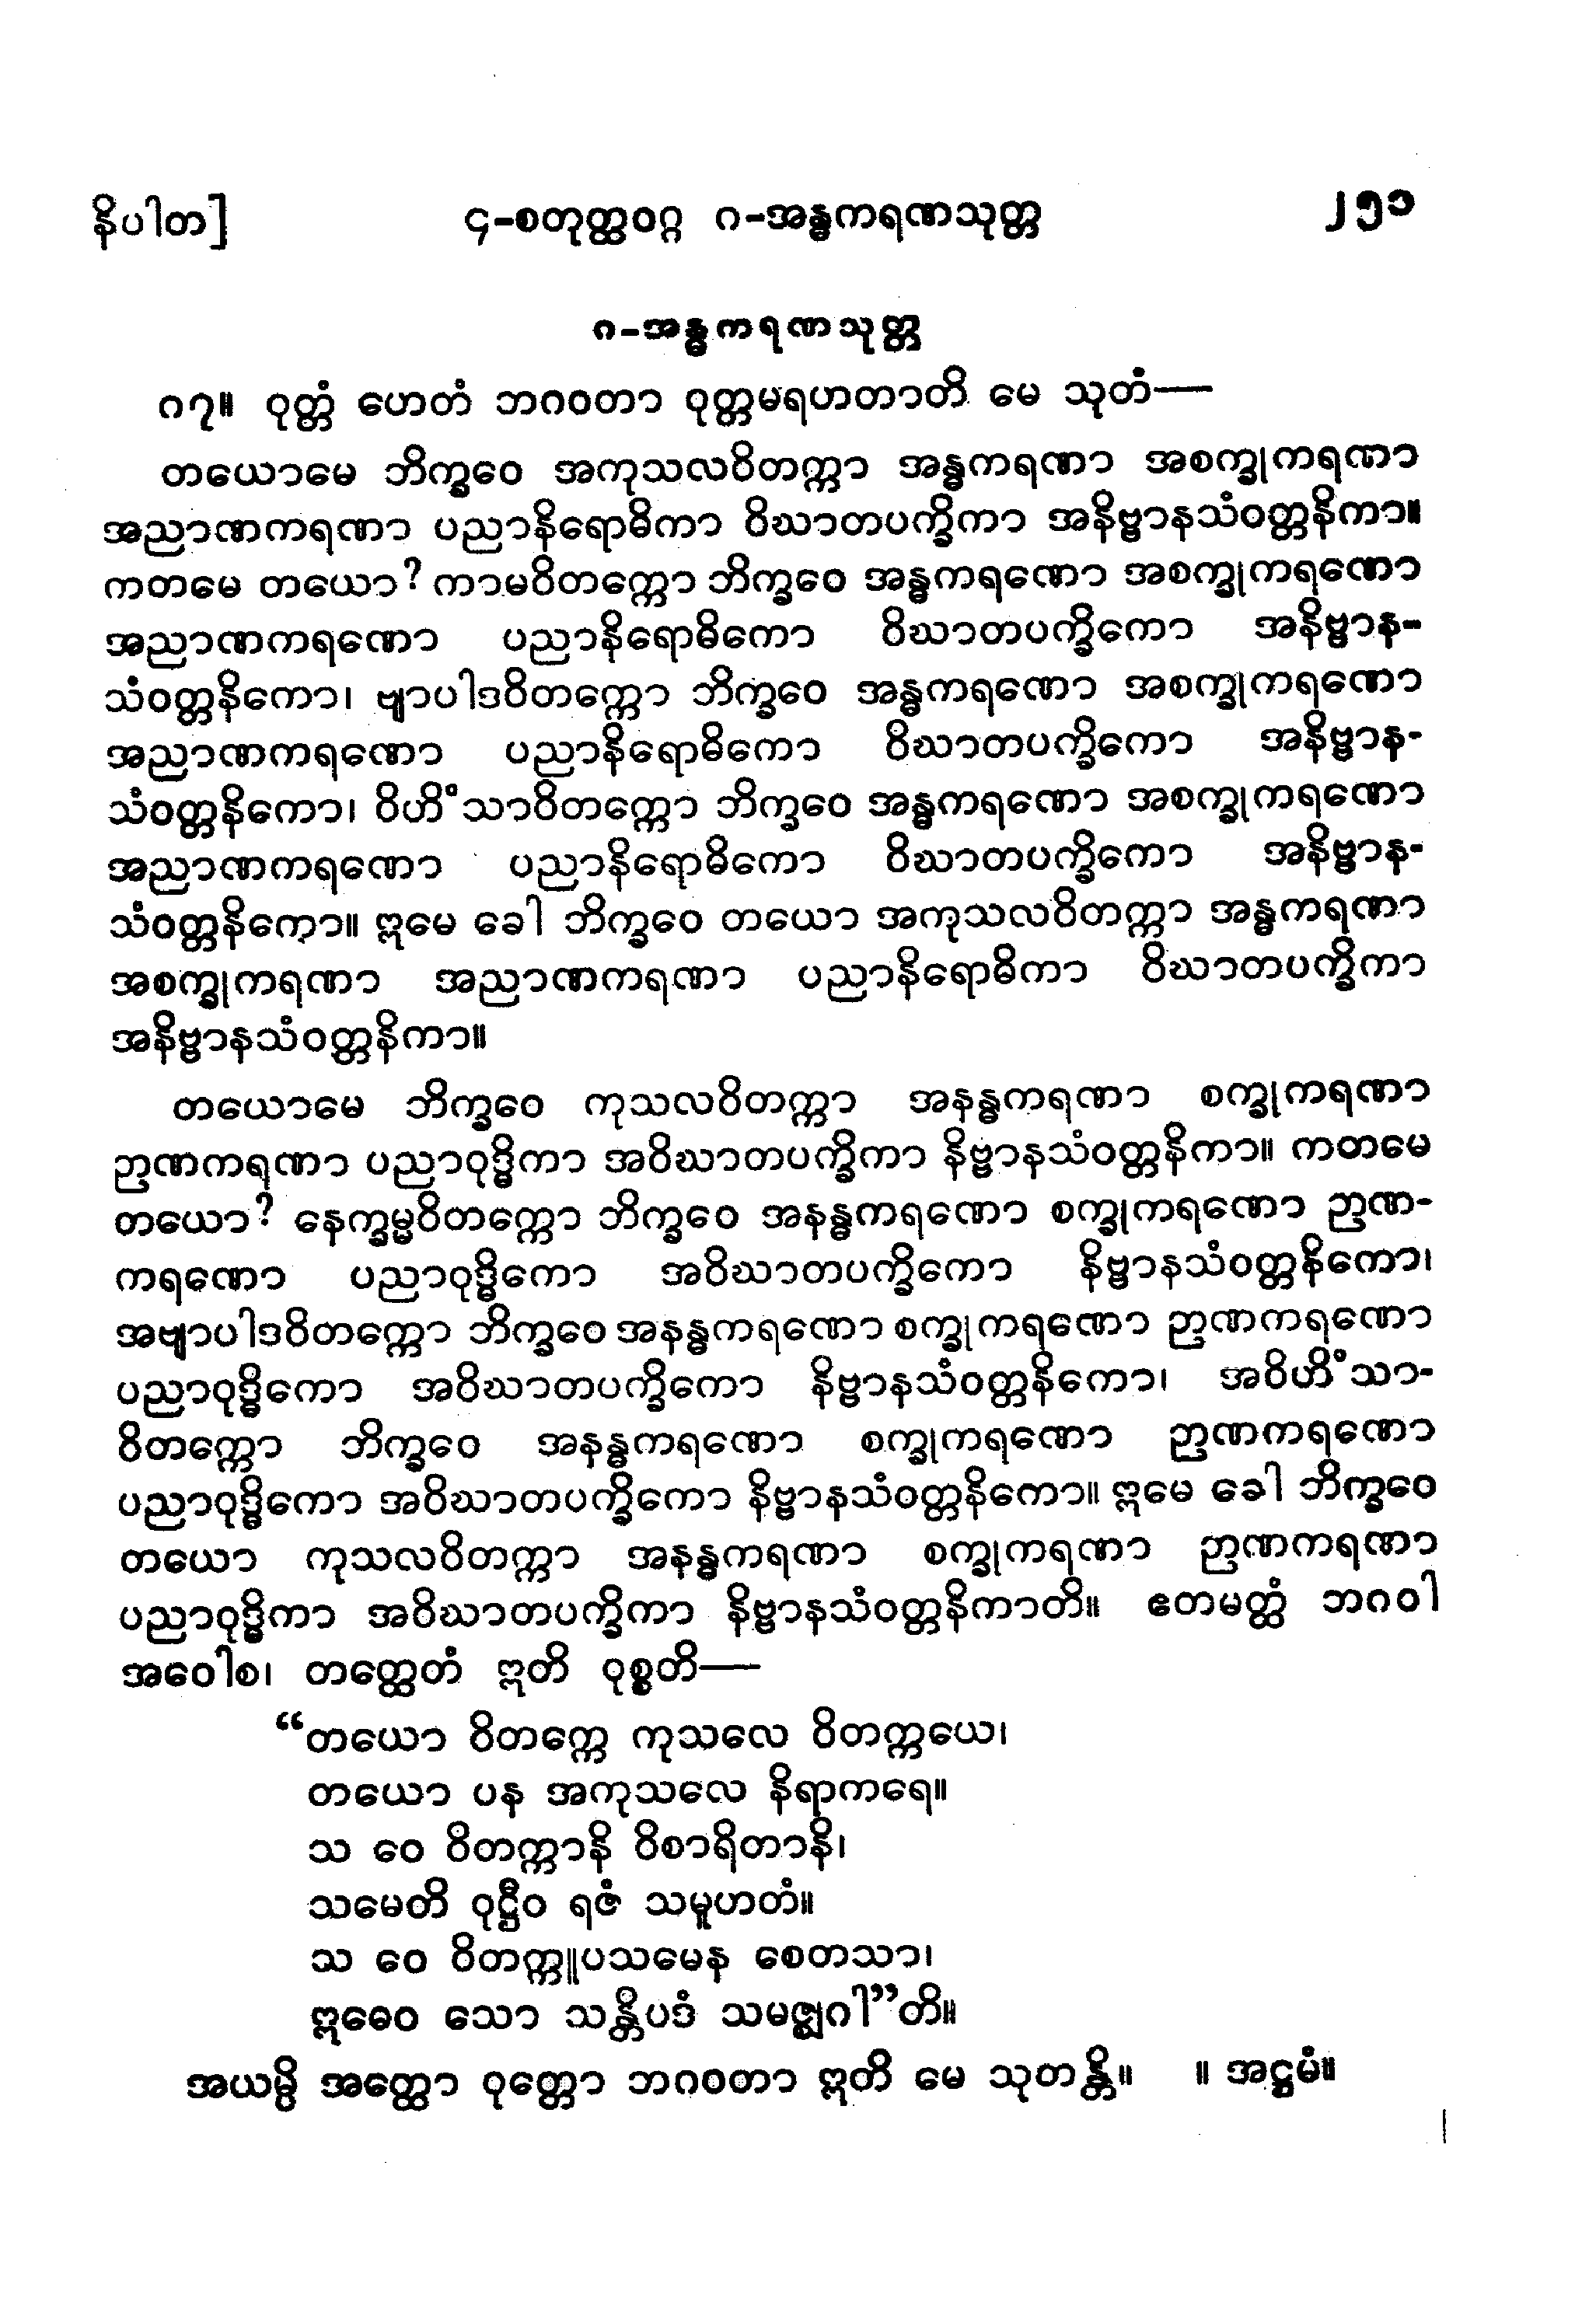 နိပါတ]    ၄-စတုတ္ထဝဂ္ဂ ၈-အန္ဓကရဏသုတ္တ    ၂၅၁
၈-အန္ဓကရဏသုတ္တ
၈၇။ ဝုတ္တံ ဟေတံ ဘဂဝတာ ဝုတ္တမရဟတာတိ မေ သုတံ—
တယောမေ ဘိက္ခဝေ အကုသလဝိတက္ကာ အန္ဓကရဏာ အစက္ခုကရဏာ
အညာဏကရဏာ ပညာနိရောဓိကာ ဝိဃာတပက္ခိကာ အနိဗ္ဗာနသံဝတ္တနိကာ။
ကတမေ တယော? ကာမဝိတက္ကော ဘိက္ခဝေ အန္ဓကရဏော အစက္ခုကရဏော
အညာဏကရဏော ပညာနိရောဓိကော ဝိဃာတပက္ခိကော အနိဗ္ဗာန-
သံဝတ္တနိကော၊ ဗျာပါဒဝိတက္ကော ဘိက္ခဝေ အန္ဓကရဏော အစက္ခုကရဏော
အညာဏကရဏော ပညာနိရောဓိကော ဝိဃာတပက္ခိကော အနိဗ္ဗာန-
သံဝတ္တနိကော၊ ဝိဟိံသာဝိတက္ကော ဘိက္ခဝေ အန္ဓကရဏော အစက္ခုကရဏော
အညာဏကရဏော ပညာနိရောဓိကော ဝိဃာတပက္ခိကော အနိဗ္ဗာန-
သံဝတ္တနိကော။ ဣမေ ခေါ ဘိက္ခဝေ တယော အကုသလဝိတက္ကာ အန္ဓကရဏာ
အစက္ခုကရဏာ အညာဏကရဏာ ပညာနိရောဓိကာ ဝိဃာတပက္ခိကာ
အနိဗ္ဗာနသံဝတ္တနိကာ။
တယောမေ ဘိက္ခဝေ ကုသလဝိတက္ကာ အနန္ဓကရဏာ စက္ခုကရဏာ
ဉာဏကရဏာ ပညာဝုဒ္ဓိကာ အဝိဃာတပက္ခိကာ နိဗ္ဗာနသံဝတ္တနိကာ။ ကတမေ
တယော? နေက္ခမ္မဝိတက္ကော ဘိက္ခဝေ အနန္ဓကရဏော စက္ခုကရဏော ဉာဏ-
ကရဏော ပညာဝုဒ္ဓိကော အဝိဃာတပက္ခိကော နိဗ္ဗာနသံဝတ္တနိကော၊
အဗျာပါဒဝိတက္ကော ဘိက္ခဝေ အနန္ဓကရဏော စက္ခုကရဏော ဉာဏကရဏော
ပညာဝုဒ္ဓိကော အဝိဃာတပက္ခိကော နိဗ္ဗာနသံဝတ္တနိကော၊ အဝိဟိံသာ-
ဝိတက္ကော ဘိက္ခဝေ အနန္ဓကရဏော စက္ခုကရဏော ဉာဏကရဏော
ပညာဝုဒ္ဓိကော အဝိဃာတပက္ခိကော နိဗ္ဗာနသံဝတ္တနိကော။ ဣမေ ခေါ ဘိက္ခဝေ
တယော ကုသလဝိတက္ကာ အနန္ဓကရဏာ စက္ခုကရဏာ ဉာဏကရဏာ
ပညာဝုဒ္ဓိကာ အဝိဃာတပက္ခိကာ နိဗ္ဗာနသံဝတ္တနိကာတိ။ ဧတမတ္ထံ ဘဂဝါ
အဝေါစ၊ တတ္ထေတံ ဣတိ ဝုစ္စတိ—
“တယော ဝိတက္ကေ ကုသလေ ဝိတက္ကယေ၊
တယော ပန အကုသလေ နိရာကရေ။
သ ဝေ ဝိတက္ကာနိ ဝိစာရိတာနိ၊
သမေတိ ဝုဋ္ဌီဝ ရဇံ သမူဟတံ။
သ ဝေ ဝိတက္ကူပသမေန စေတသာ၊
ဣဓေဝ သော သန္တိပဒံ သမဇ္ဈဂါ”တိ။
အယမ္ပိ အတ္ထော ဝုတ္တော ဘဂဝတာ ဣတိ မေ သုတန္တိ။    ။ အဋ္ဌမံ။